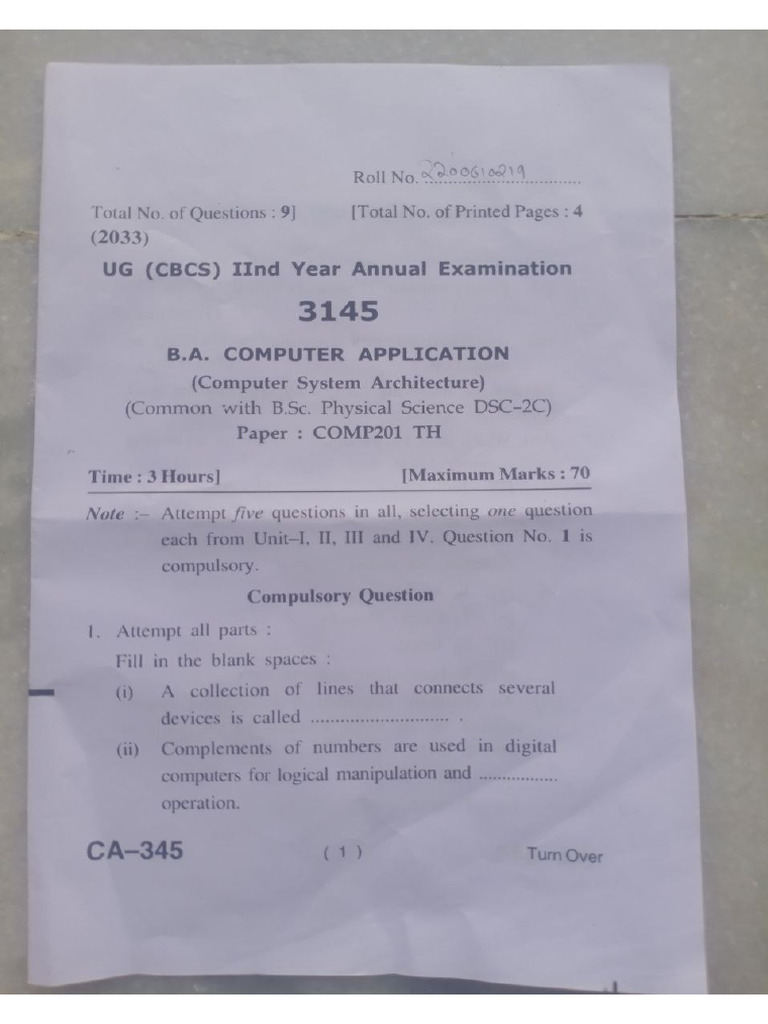 Roll No. 2200610219
Total No. of Questions : 9] [Total No. of Printed Pages : 4
(2033)
UG (CBCS) IInd Year Annual Examination
3145
B.A. COMPUTER APPLICATION
(Computer System Architecture)
(Common with B.Sc. Physical Science DSC–2C)
Paper : COMP201 TH
Time : 3 Hours] [Maximum Marks : 70
Note :– Attempt five questions in all, selecting one question
each from Unit–I, II, III and IV. Question No. 1 is
compulsory.
Compulsory Question
1. Attempt all parts :
Fill in the blank spaces :
(i) A collection of lines that connects several
devices is called ............................ .
(ii) Complements of numbers are used in digital
computers for logical manipulation and ................
operation.
CA–345 ( 1 ) Turn Over